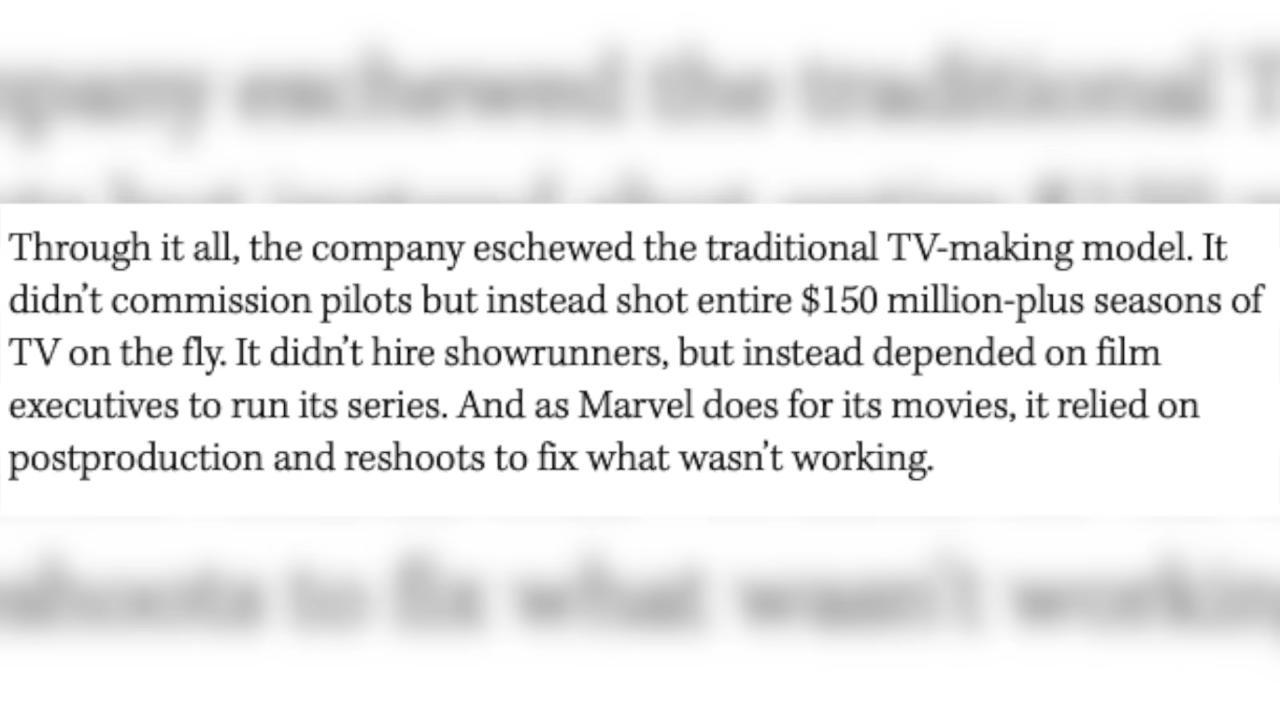 Through it all, the company eschewed the traditional TV-making model. It
didn’t commission pilots but instead shot entire $150 million-plus seasons of
TV on the fly. It didn’t hire showrunners, but instead depended on film
executives to run its series. And as Marvel does for its movies, it relied on
postproduction and reshoots to fix what wasn’t working.